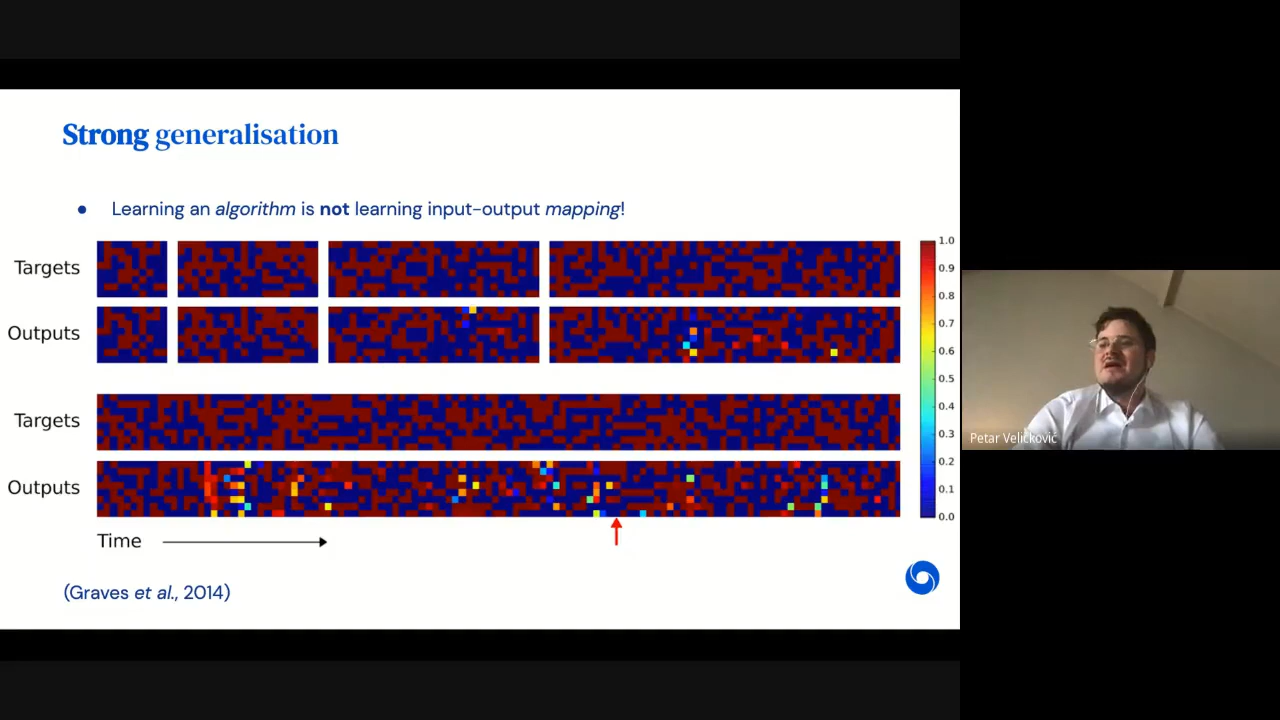 Strong generalisation
● Learning an algorithm is not learning input-output mapping!
Targets
Outputs
Targets
Outputs
Time
1.0
0.9
0.8
0.7
0.6
0.5
0.4
0.3
0.2
0.1
0.0
(Graves et al., 2014)
Petar Veličković